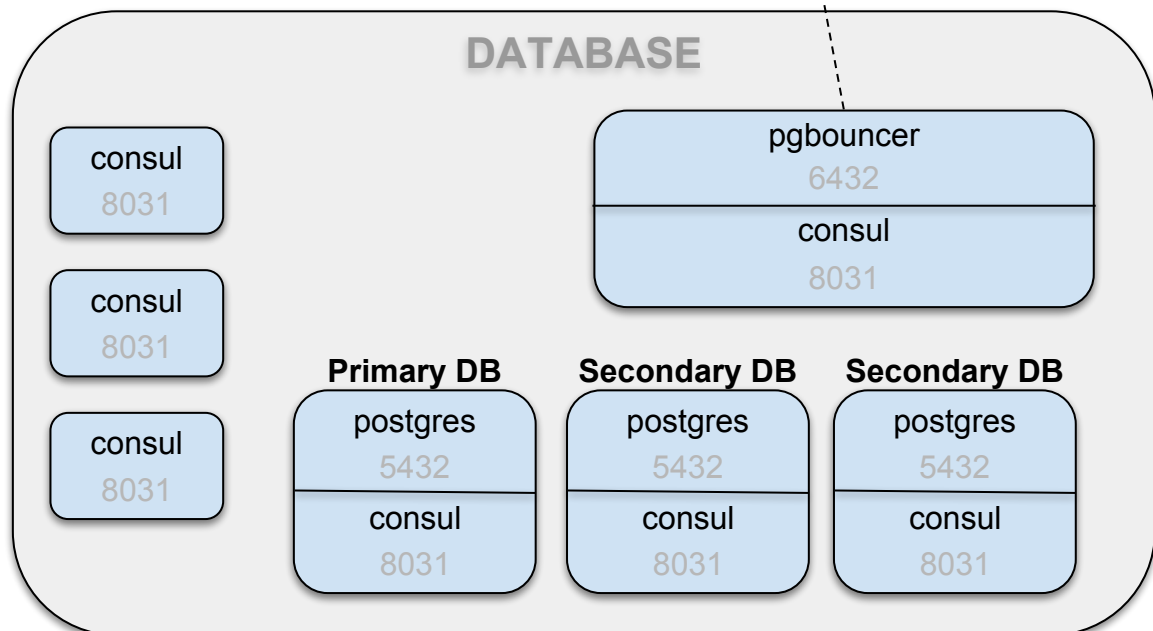 DATABASE
consul
8031
consul
8031
consul
8031
pgbouncer
6432
consul
8031
Primary DB
postgres
5432
consul
8031
Secondary DB
postgres
5432
consul
8031
Secondary DB
postgres
5432
consul
8031